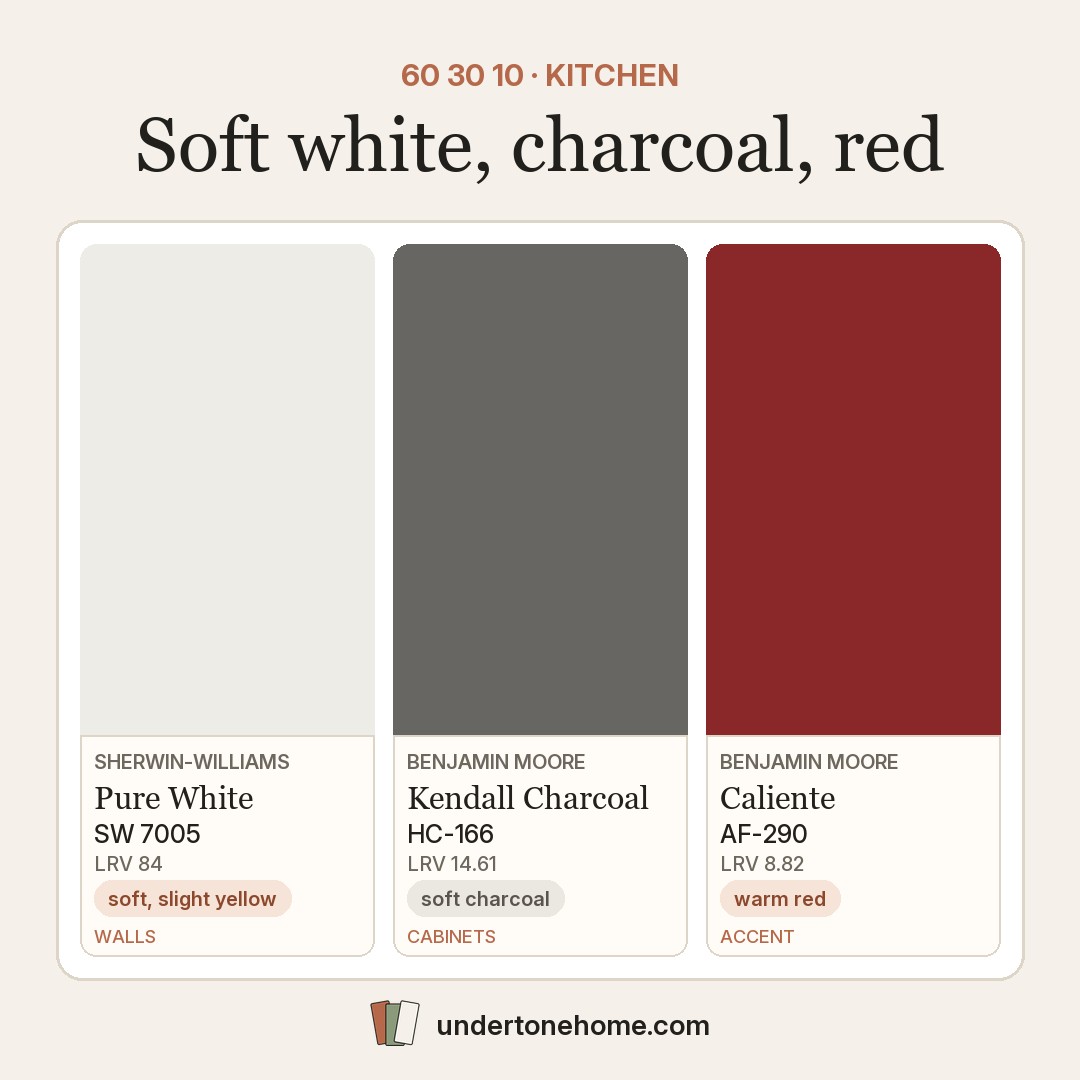 60 30 10 · KITCHEN
Soft white, charcoal, red
SHERWIN-WILLIAMS
Pure White
SW 7005
LRV 84
soft, slight yellow
WALLS
BENJAMIN MOORE
Kendall Charcoal
HC-166
LRV 14.61
soft charcoal
CABINETS
BENJAMIN MOORE
Caliente
AF-290
LRV 8.82
warm red
ACCENT
undertonehome.com